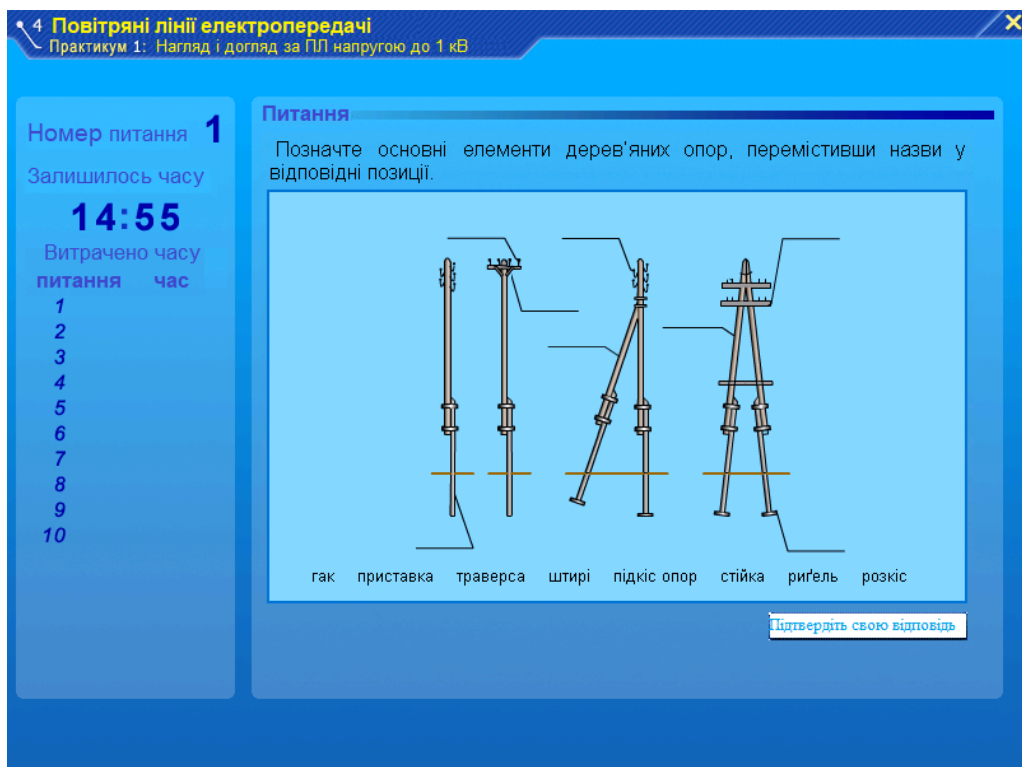 4 Повітряні лінії електропередачі
Практикум 1: Нагляд і догляд за ПЛ напругою до 1 кВ
Номер питання 1
Залишилось часу
14:55
Витрачено часу
питання час
1
2
3
4
5
6
7
8
9
10
Питання
Позначте основні елементи дерев'яних опор, перемістивши назви у
відповідні позиції.
гак приставка траверса штирі підкіс опор стійка риґель розкіс
Підтвердіть свою відповідь